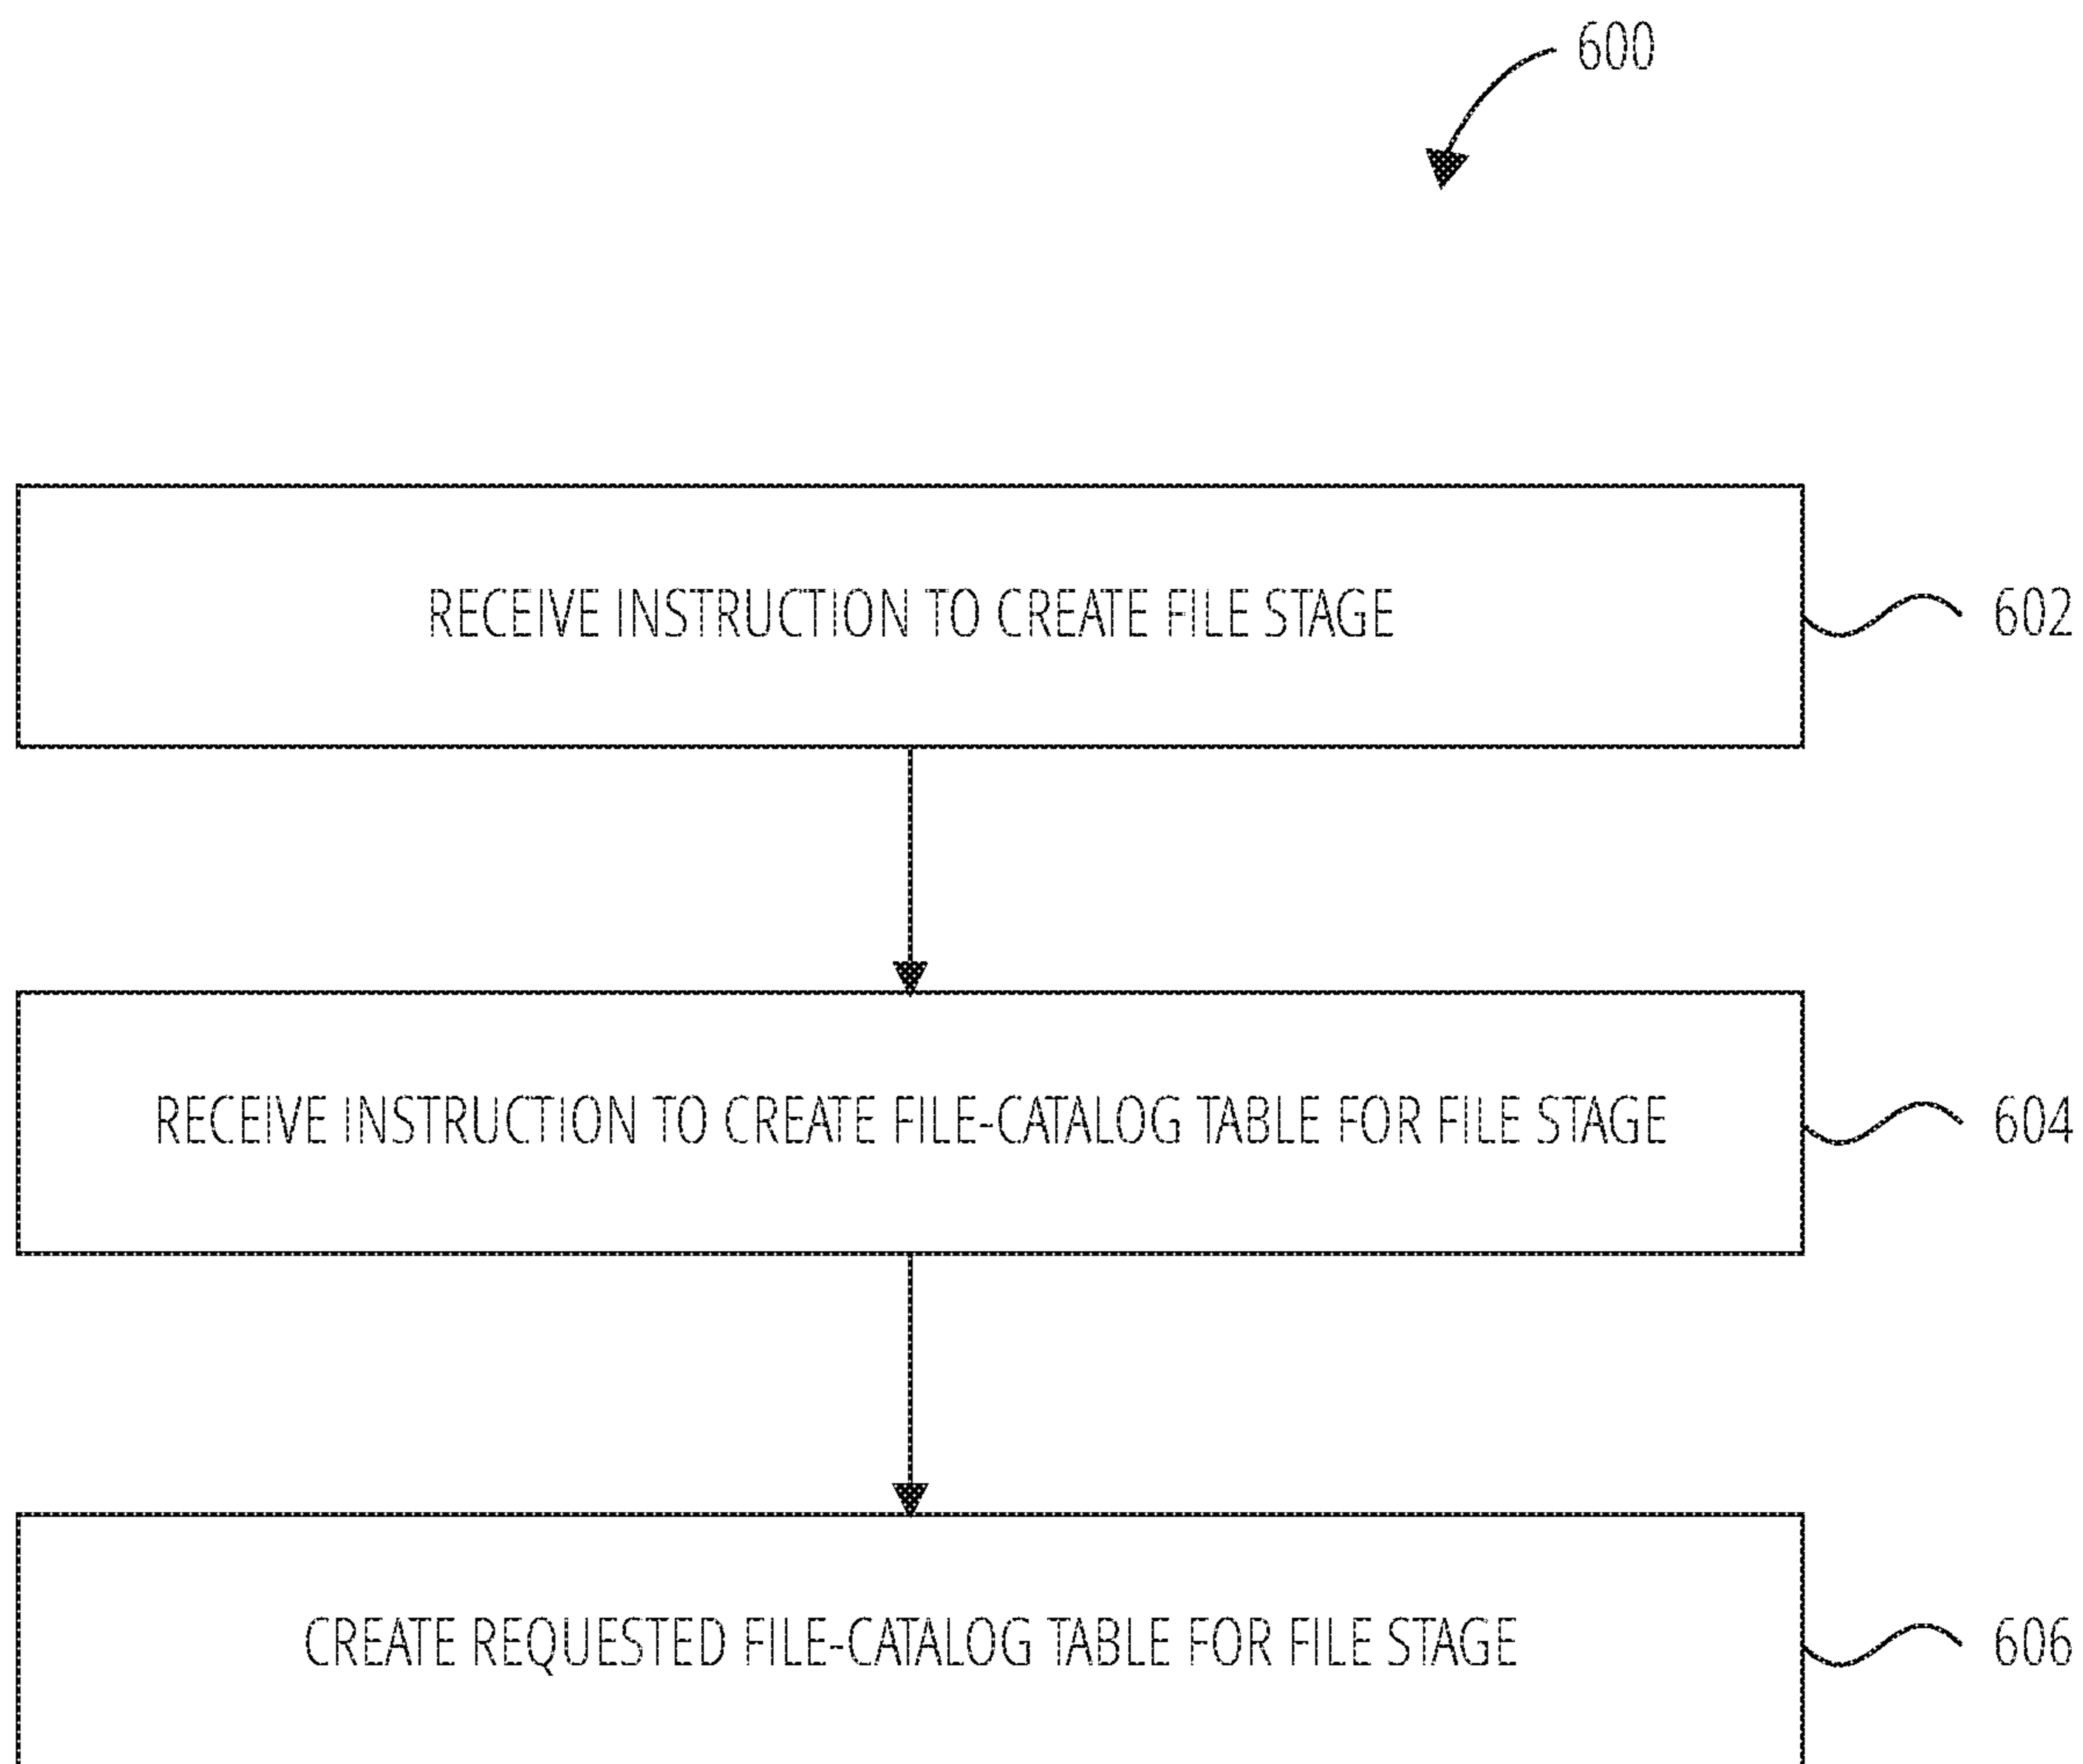 600
RECEIVE INSTRUCTION TO CREATE FILE STAGE
602
RECEIVE INSTRUCTION TO CREATE FILE-CATALOG TABLE FOR FILE STAGE
604
CREATE REQUESTED FILE-CATALOG TABLE FOR FILE STAGE
606